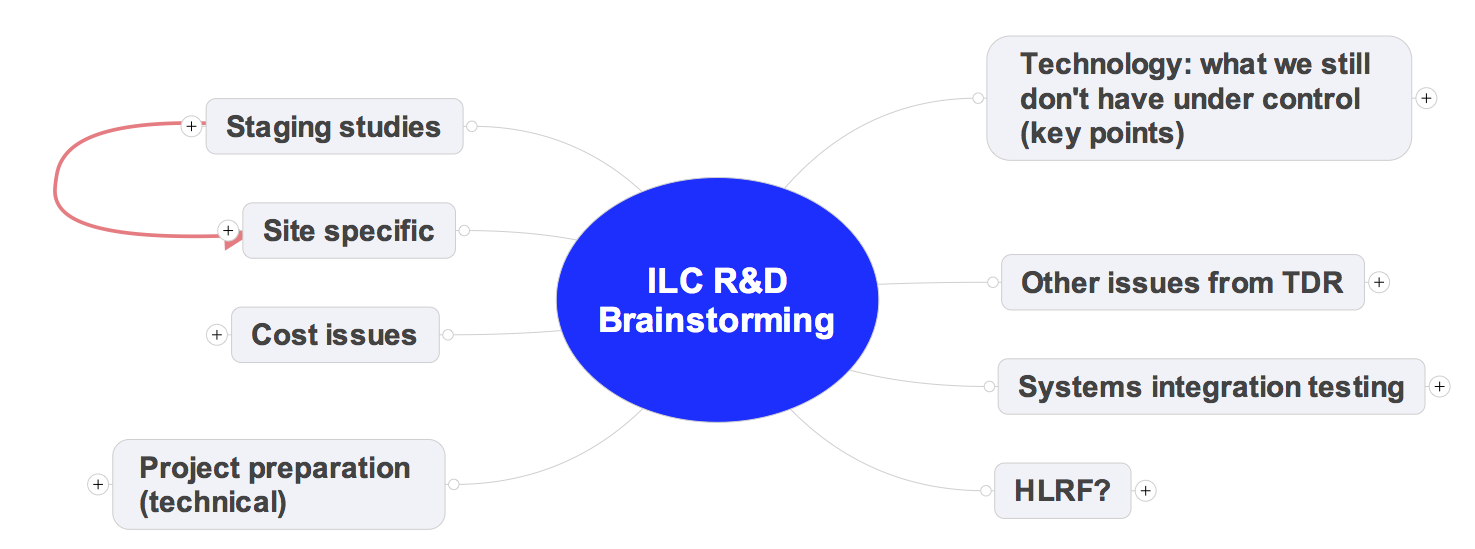 ILC R&D
Brainstorming
Technology: what we still
don't have under control
(key points)
Other issues from TDR
Systems integration testing
HLRF?
Staging studies
Site specific
Cost issues
Project preparation
(technical)